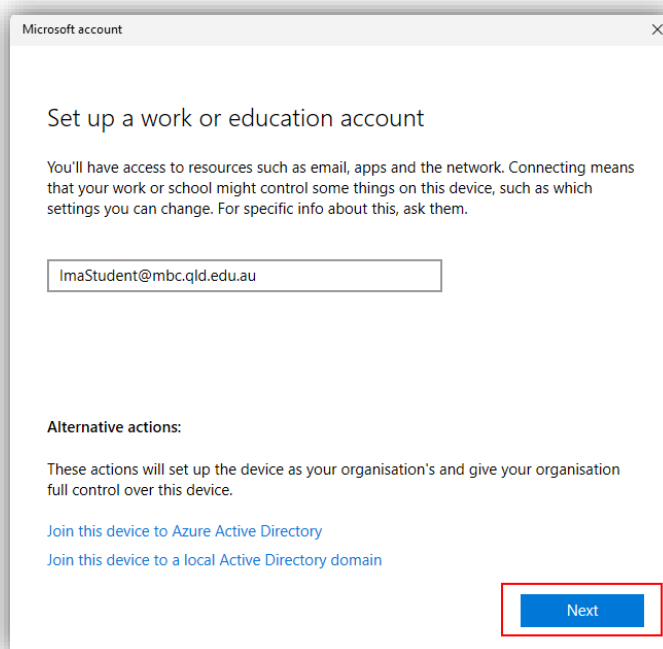 Microsoft account
Set up a work or education account
You'll have access to resources such as email, apps and the network. Connecting means
that your work or school might control some things on this device, such as which
settings you can change. For specific info about this, ask them.
ImaStudent@mbc.qld.edu.au
Alternative actions:
These actions will set up the device as your organisation's and give your organisation
full control over this device.
Join this device to Azure Active Directory
Join this device to a local Active Directory domain
Next